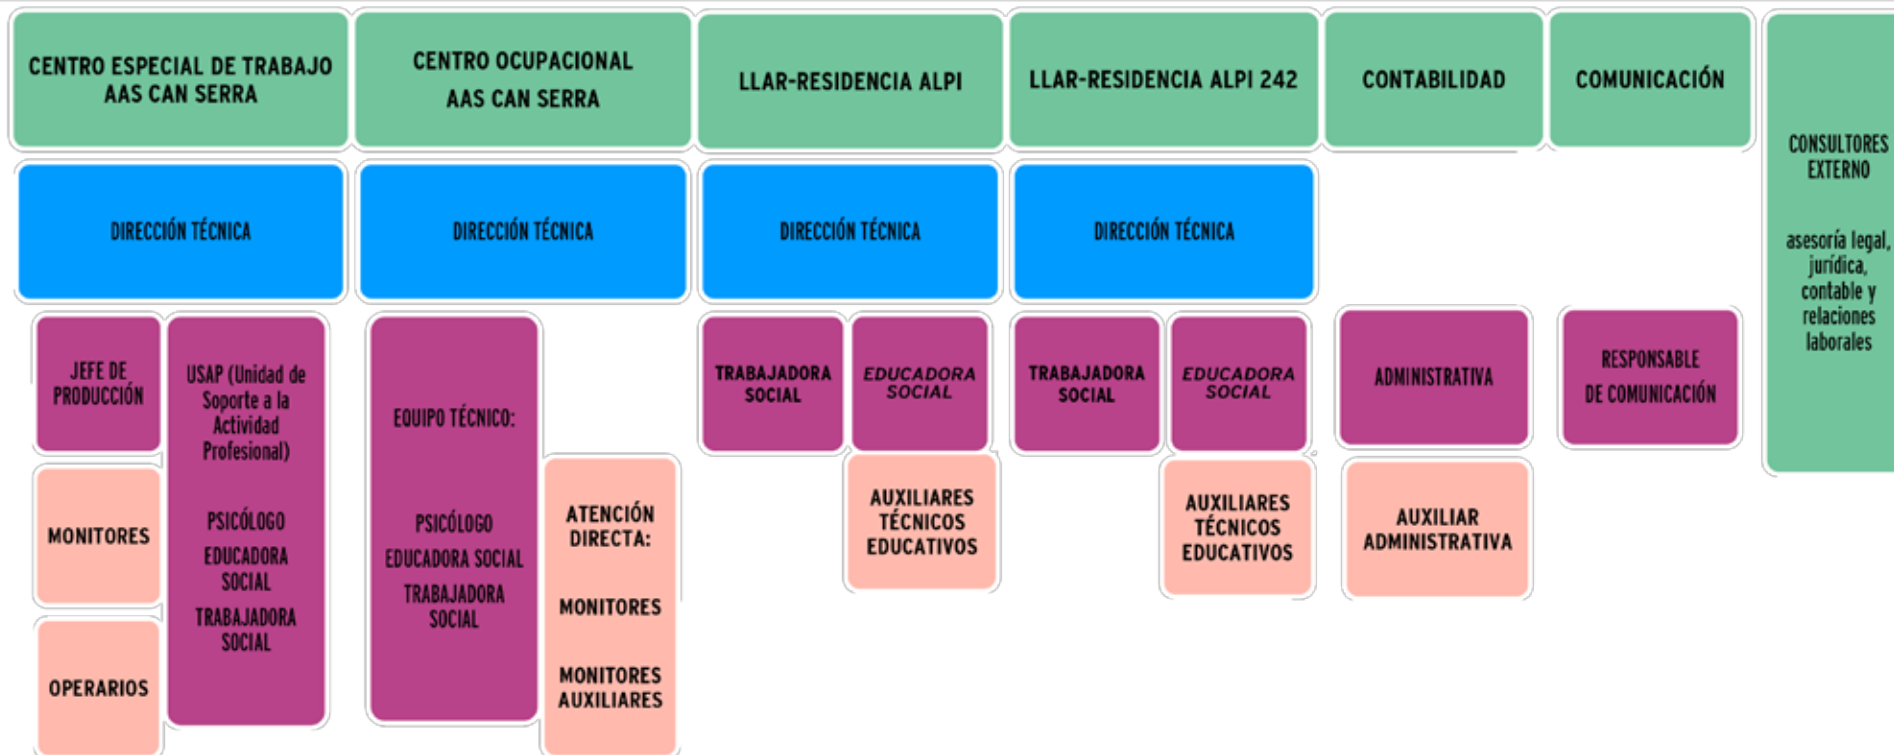 CENTRO ESPECIAL DE TRABAJO
AAS CAN SERRA
CENTRO OCUPACIONAL
AAS CAN SERRA
LLAR-RESIDENCIA ALPI
LLAR-RESIDENCIA ALPI 242
CONTABILIDAD
COMUNICACIÓN
CONSULTORES
EXTERNO
asesoría legal,
jurídica,
contable y
relaciones
laborales
DIRECCIÓN TÉCNICA
DIRECCIÓN TÉCNICA
DIRECCIÓN TÉCNICA
DIRECCIÓN TÉCNICA
JEFE DE
PRODUCCIÓN
MONITORES
OPERARIOS
USAP (Unidad de
Soporte a la
Actividad
Profesional)
PSICÓLOGO
EDUCADORA
SOCIAL
TRABAJADORA
SOCIAL
EQUIPO TÉCNICO:
PSICÓLOGO
EDUCADORA SOCIAL
TRABAJADORA
SOCIAL
ATENCIÓN
DIRECTA:
MONITORES
MONITORES
AUXILIARES
TRABAJADORA
SOCIAL
EDUCADORA
SOCIAL
AUXILIARES
TÉCNICOS
EDUCATIVOS
TRABAJADORA
SOCIAL
EDUCADORA
SOCIAL
AUXILIARES
TÉCNICOS
EDUCATIVOS
ADMINISTRATIVA
AUXILIAR
ADMINISTRATIVA
RESPONSABLE
DE COMUNICACIÓN